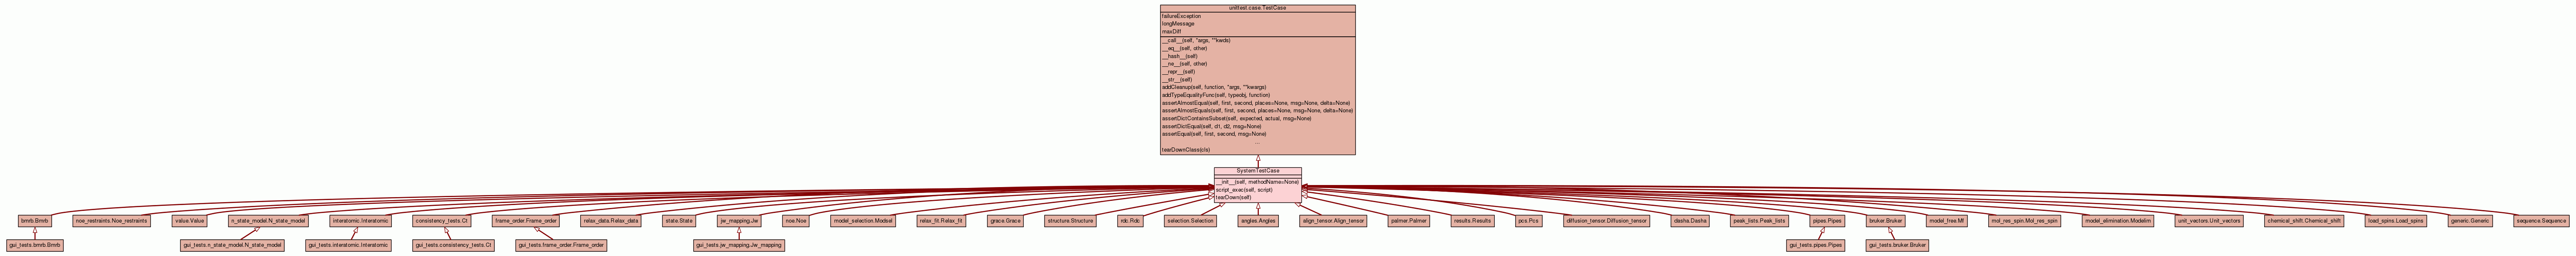 unittest.case.TestCase
failureException
longMessage
maxDiff
__call__(self, *args, **kwds)
__eq__(self, other)
__hash__(self)
__ne__(self, other)
__repr__(self)
__str__(self)
addCleanup(self, function, *args, **kwargs)
addTypeEqualityFunc(self, typeobj, function)
assertAlmostEqual(self, first, second, places=None, msg=None, delta=None)
assertAlmostEquals(self, first, second, places=None, msg=None, delta=None)
assertDictContainsSubset(self, expected, actual, msg=None)
assertDictEqual(self, d1, d2, msg=None)
assertEqual(self, first, second, msg=None)
...
tearDownClass(cls)
SystemTestCase
__init__(self, methodName=None)
script_exec(self, script)
tearDown(self)
bmrb.Bmrb
noe_restraints.Noe_restraints
value.Value
n_state_model.N_state_model
interatomic.Interatomic
consistency_tests.Ct
frame_order.Frame_order
relax_data.Relax_data
state.State
jw_mapping.Jw
noe.Noe
model_selection.Modsel
relax_fit.Relax_fit
grace.Grace
structure.Structure
rdc.Rdc
selection.Selection
angles.Angles
align_tensor.Align_tensor
palmer.Palmer
results.Results
pcs.Pcs
diffusion_tensor.Diffusion_tensor
dasha.Dasha
peak_lists.Peak_lists
pipes.Pipes
bruker.Bruker
model_free.Mf
mol_res_spin.Mol_res_spin
model_elimination.Modelim
unit_vectors.Unit_vectors
chemical_shift.Chemical_shift
load_spins.Load_spins
generic.Generic
sequence.Sequence
gui_tests.bmrb.Bmrb
gui_tests.n_state_model.N_state_model
gui_tests.interatomic.Interatomic
gui_tests.consistency_tests.Ct
gui_tests.frame_order.Frame_order
gui_tests.jw_mapping.Jw_mapping
gui_tests.pipes.Pipes
gui_tests.bruker.Bruker